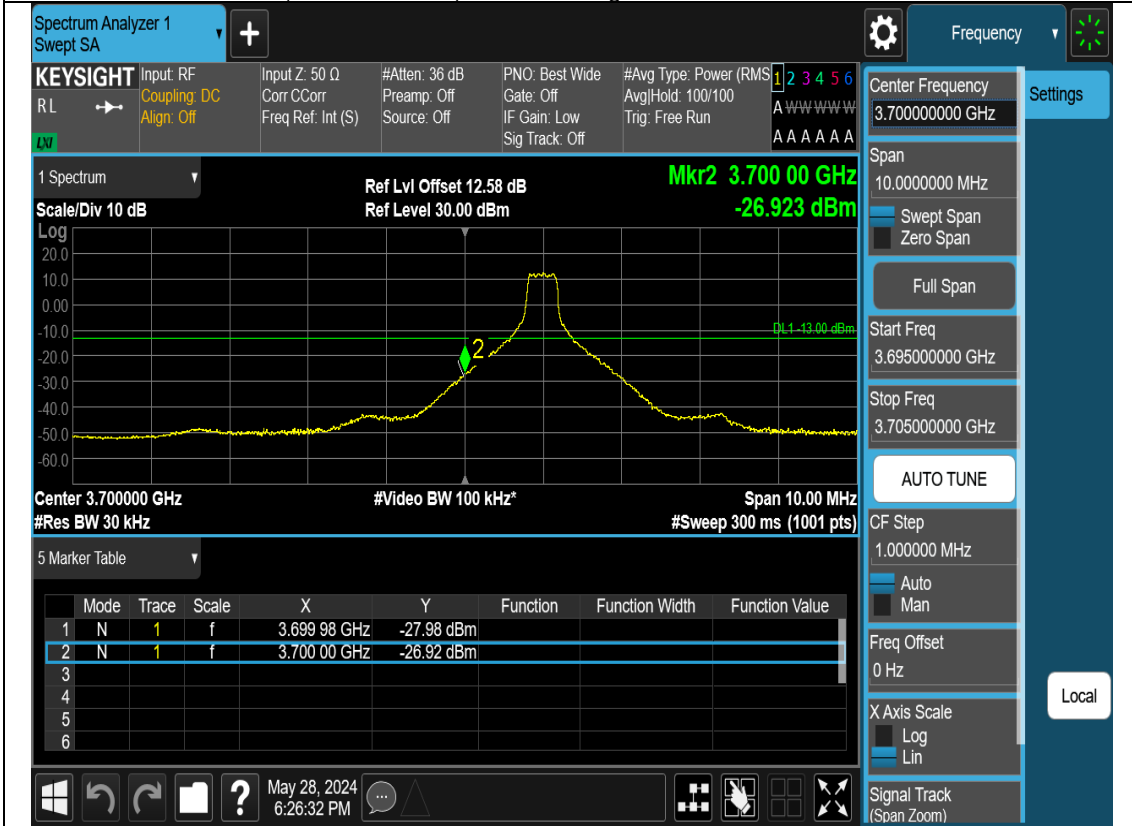 Spectrum Analyzer 1
Swept SA
+
Frequency
KEYSIGHT
RL
LXI
Input: RF
Coupling: DC
Align: Off
Input Z: 50 Ω
Corr CCorr
Freq Ref: Int (S)
#Atten: 36 dB
Preamp: Off
Source: Off
PNO: Best Wide
Gate: Off
IF Gain: Low
Sig Track: Off
#Avg Type: Power (RMS
Avg|Hold: 100/100
Trig: Free Run
1 2 3 4 5 6
A W W W W W
A A A A A A
1 Spectrum
Scale/Div 10 dB
Ref Lvl Offset 12.58 dB
Ref Level 30.00 dBm
Mkr2 3.700 00 GHz
-26.923 dBm
Log
20.0
10.0
0.00
-10.0
-20.0
-30.0
-40.0
-50.0
-60.0
DL1 -13.00 dBm
2
Center 3.700000 GHz
#Res BW 30 kHz
#Video BW 100 kHz*
Span 10.00 MHz
#Sweep 300 ms (1001 pts)
5 Marker Table
Mode Trace Scale X Y Function Function Width Function Value
1 N 1 f 3.699 98 GHz -27.98 dBm
2 N 1 f 3.700 00 GHz -26.92 dBm
3
4
5
6
?
May 28, 2024
6:26:32 PM
Center Frequency
3.700000000 GHz
Span
10.0000000 MHz
Swept Span
Zero Span
Full Span
Start Freq
3.695000000 GHz
Stop Freq
3.705000000 GHz
AUTO TUNE
CF Step
1.000000 MHz
Auto
Man
Freq Offset
0 Hz
X Axis Scale
Log
Lin
Signal Track
(Span Zoom)
Settings
Local